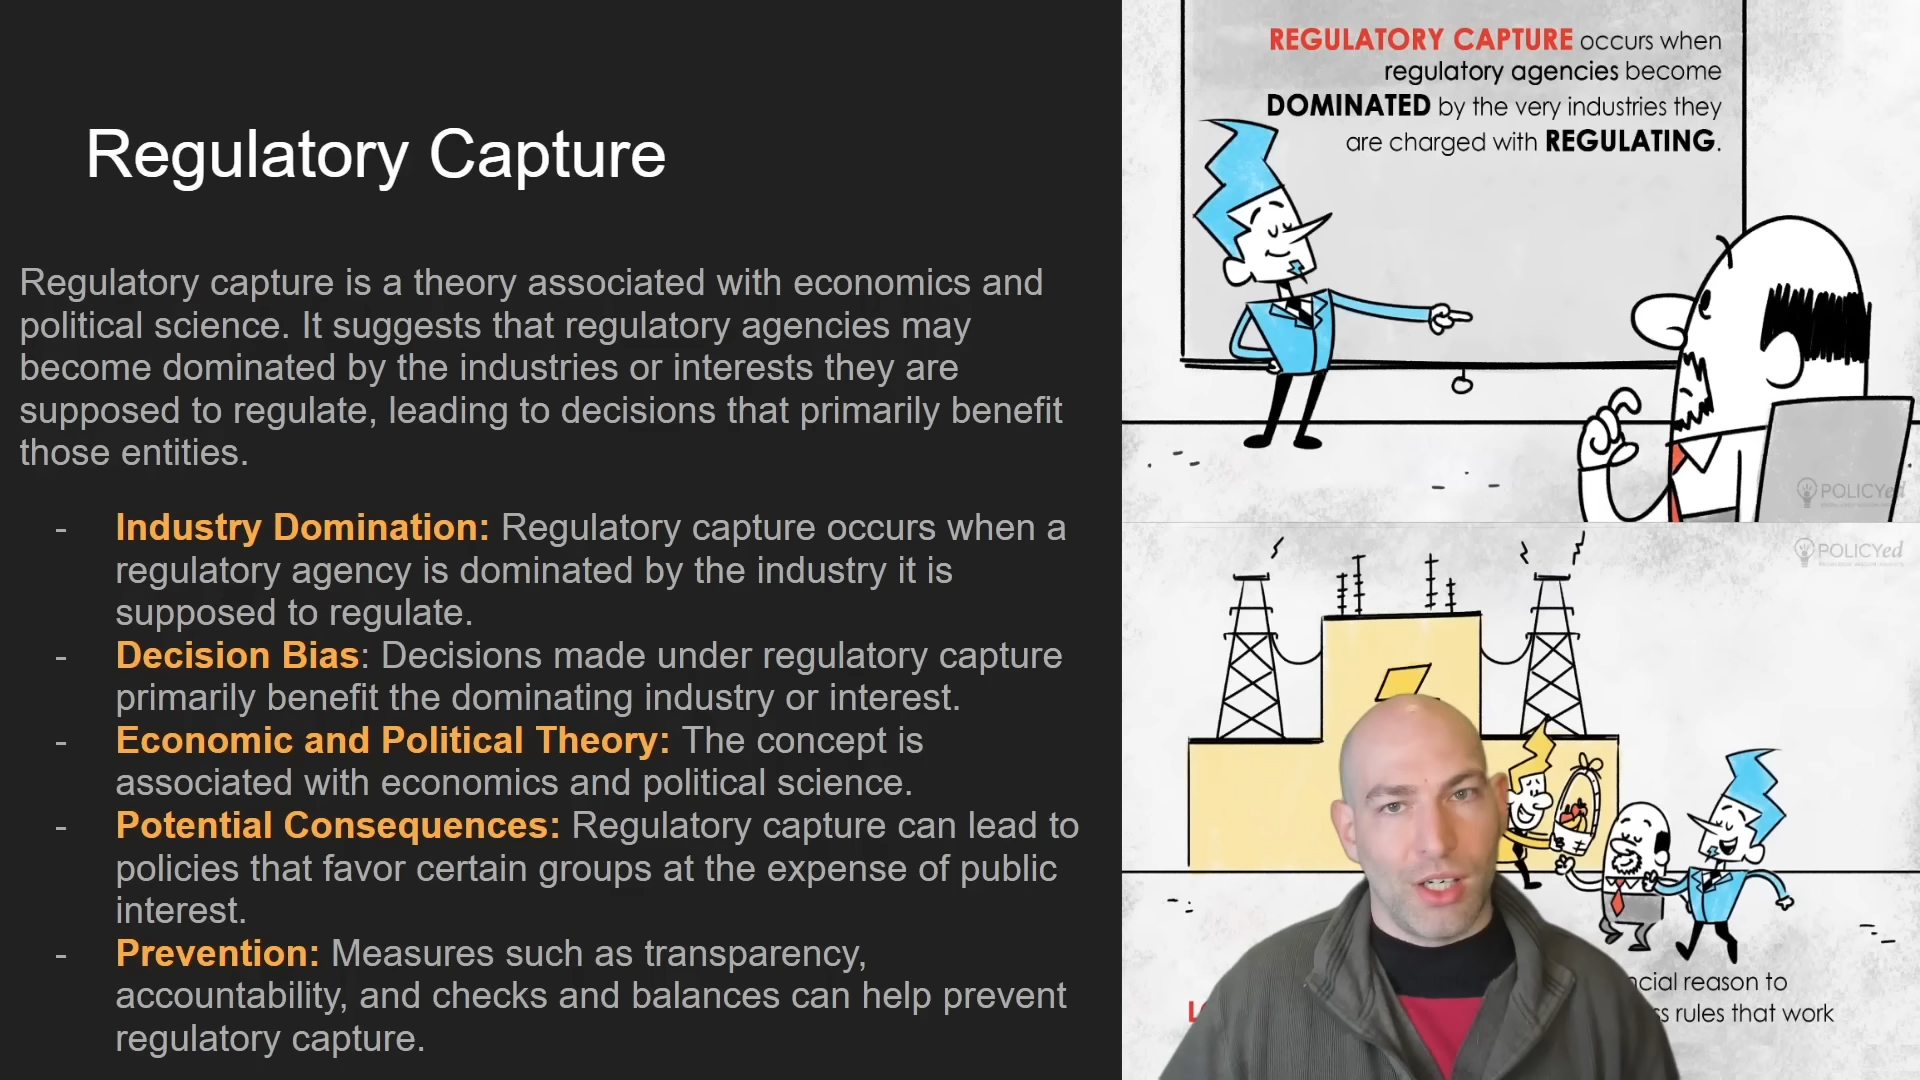 Regulatory Capture
Regulatory capture is a theory associated with economics and
political science. It suggests that regulatory agencies may
become dominated by the industries or interests they are
supposed to regulate, leading to decisions that primarily benefit
those entities.
- Industry Domination: Regulatory capture occurs when a
regulatory agency is dominated by the industry it is
supposed to regulate.
- Decision Bias: Decisions made under regulatory capture
primarily benefit the dominating industry or interest.
- Economic and Political Theory: The concept is
associated with economics and political science.
- Potential Consequences: Regulatory capture can lead to
policies that favor certain groups at the expense of public
interest.
- Prevention: Measures such as transparency,
accountability, and checks and balances can help prevent
regulatory capture.
REGULATORY CAPTURE occurs when
regulatory agencies become
DOMINATED by the very industries they
are charged with REGULATING.
POLICYed
POLICYed
reason to
rules that work